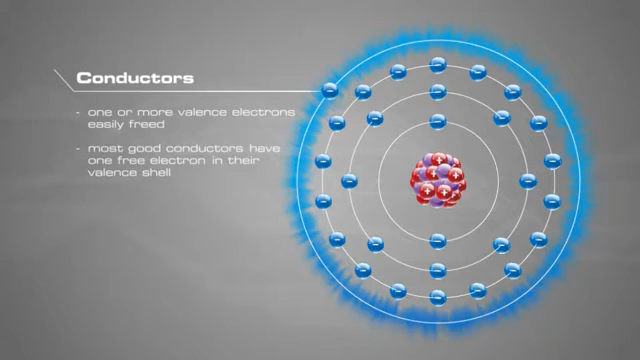 Conductors
- one or more valence electrons
easily freed
- most good conductors have
one free electron in their
valence shell